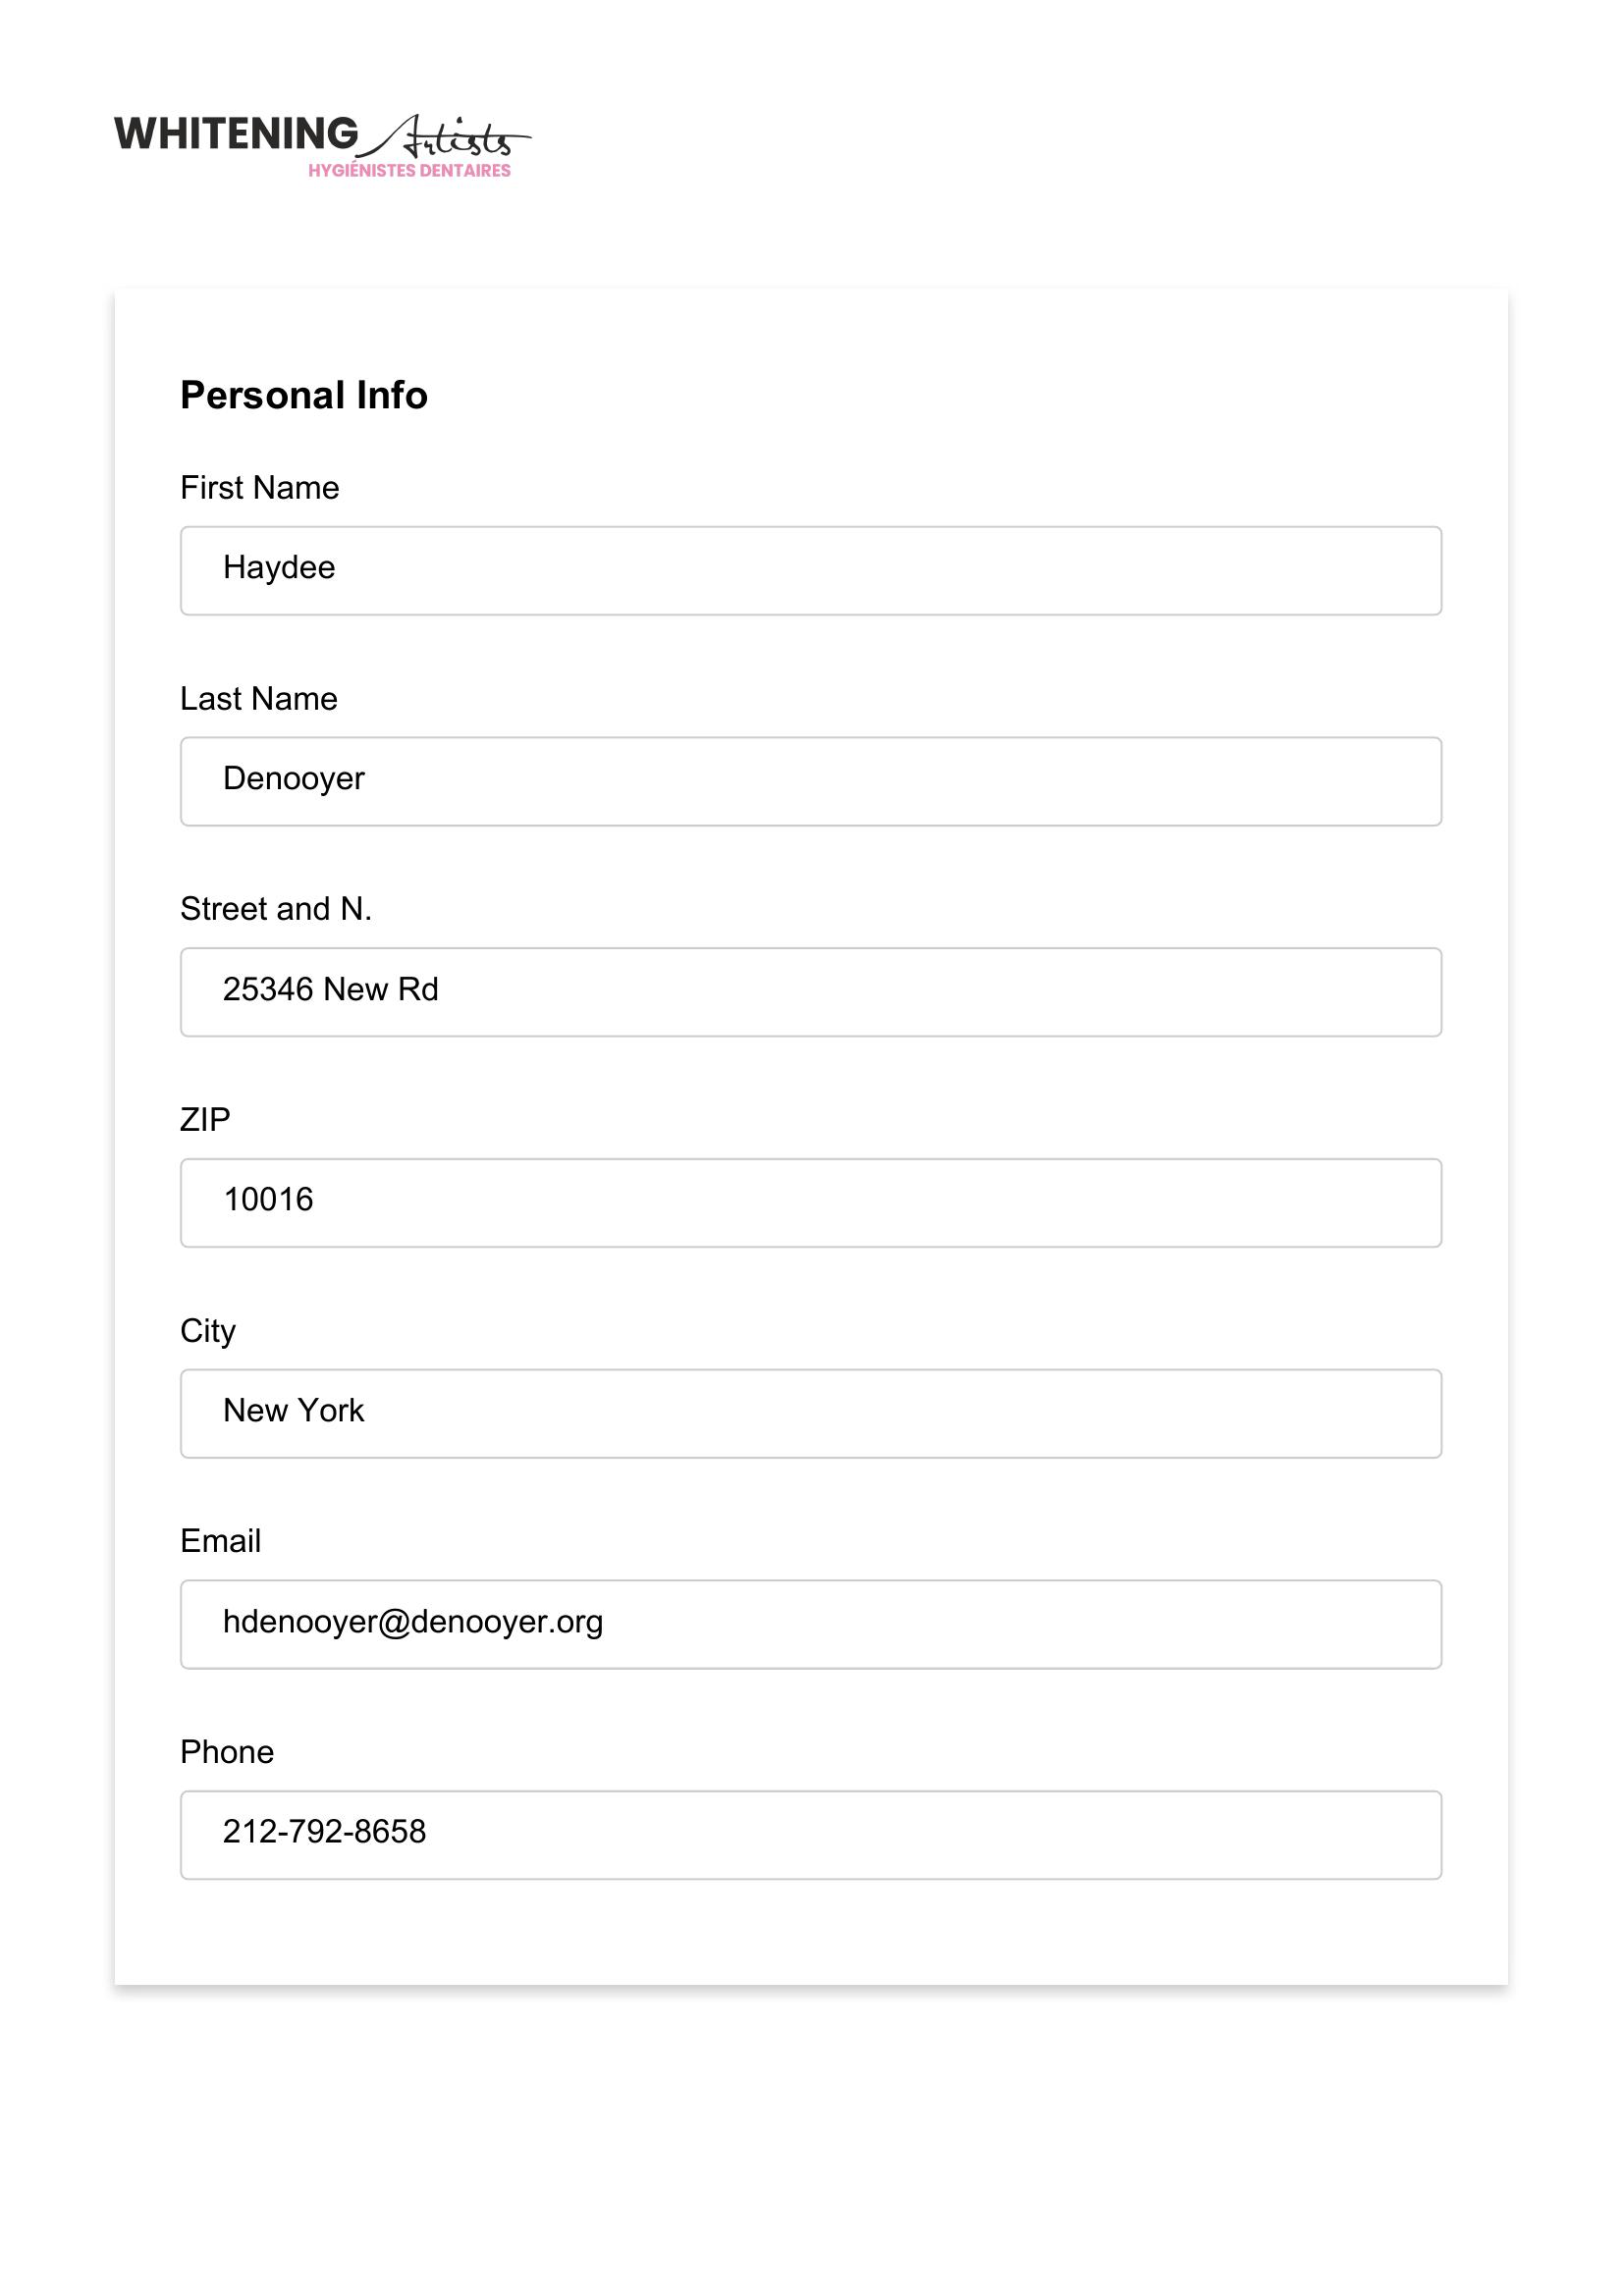 WHITENING Artists
HYGIÉNISTES DENTAIRES
Personal Info
First Name
Haydee
Last Name
Denooyer
Street and N.
25346 New Rd
ZIP
10016
City
New York
Email
hdenooyer@denooyer.org
Phone
212-792-8658